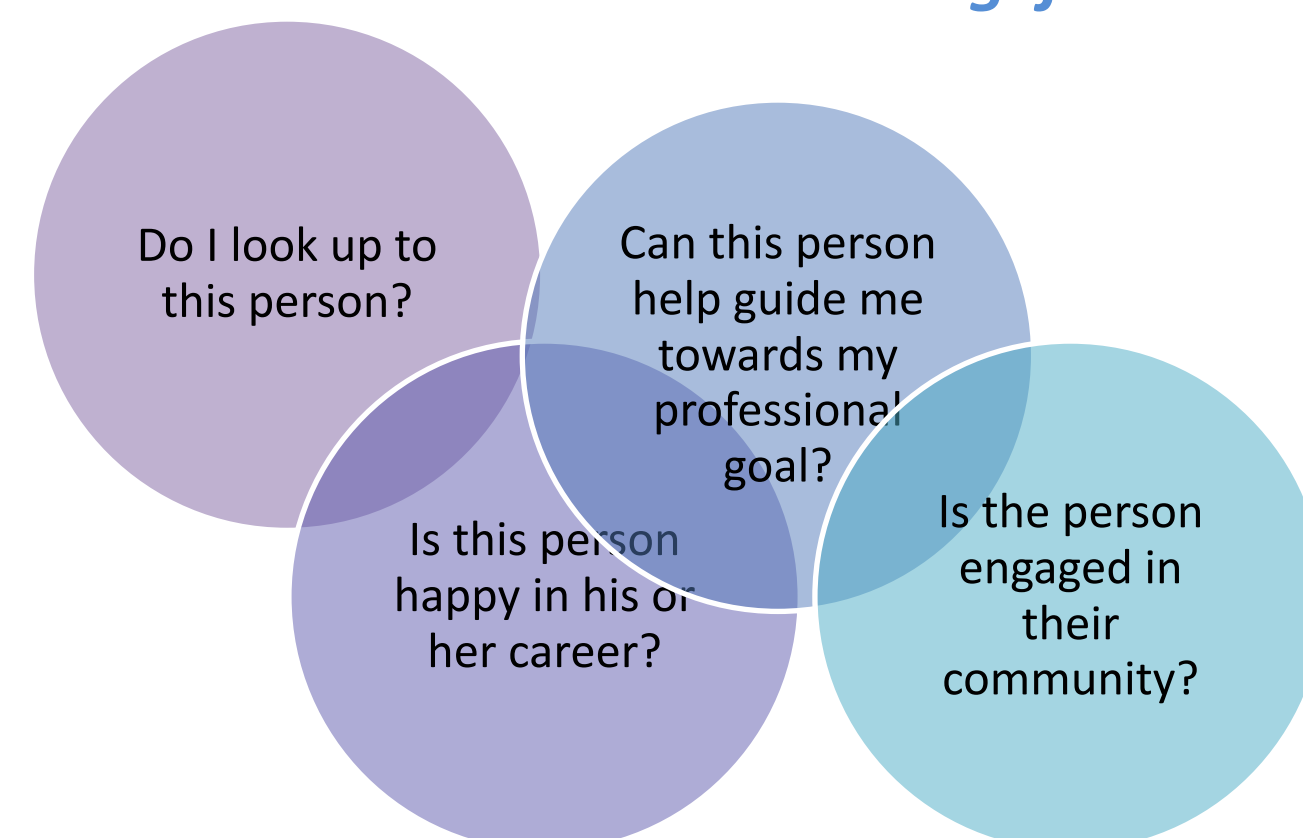 Do I look up to
this person?
Can this person
help guide me
towards my
professional
goal?
Is this person
happy in his or
her career?
Is the person
engaged in
their
community?